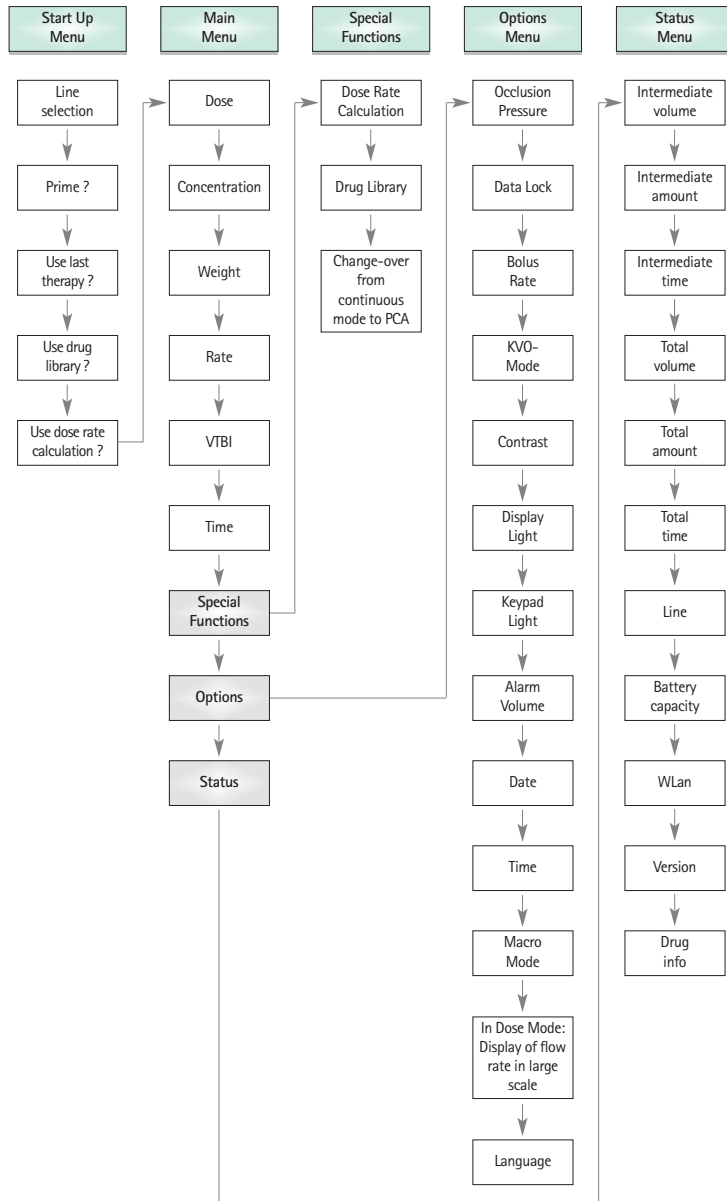 Start Up
Menu
Main
Menu
Special
Functions
Options
Menu
Status
Menu
Line
selection
Prime ?
Use last
therapy ?
Use drug
library ?
Use dose rate
calculation ?
Dose
Concentration
Weight
Rate
VTBI
Time
Special
Functions
Options
Status
Dose Rate
Calculation
Drug Library
Change-over
from
continuous
mode to PCA
Occlusion
Pressure
Data Lock
Bolus
Rate
KVO-
Mode
Contrast
Display
Light
Keypad
Light
Alarm
Volume
Date
Time
Macro
Mode
In Dose Mode:
Display of flow
rate in large
scale
Language
Intermediate
volume
Intermediate
amount
Intermediate
time
Total
volume
Total
amount
Total
time
Line
Battery
capacity
WLan
Version
Drug
info